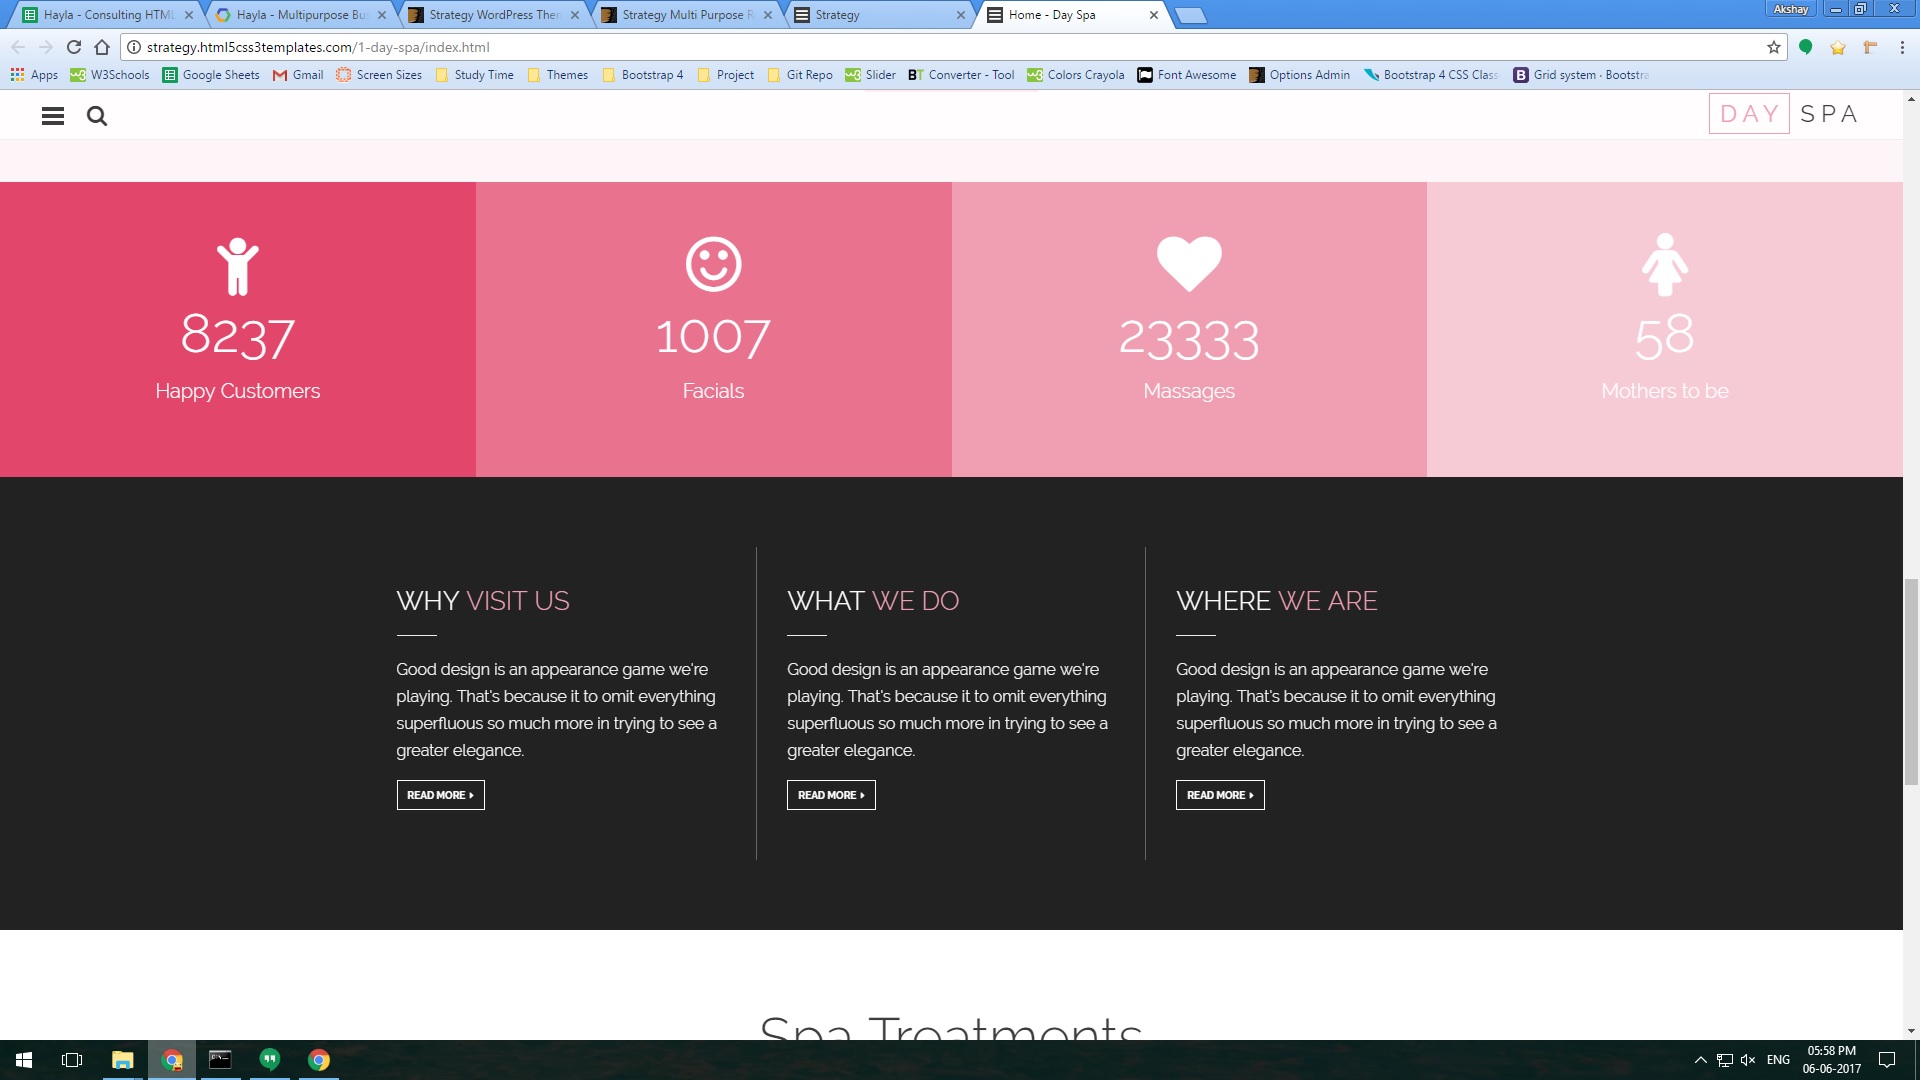 Hayla - Consulting HTML
Hayla - Multipurpose Bus
Strategy WordPress Them
Strategy Multi Purpose R
Strategy
Home - Day Spa
Akshay
strategy.html5css3templates.com/1-day-spa/index.html
Apps
W3Schools
Google Sheets
Gmail
Screen Sizes
Study Time
Themes
Bootstrap 4
Project
Git Repo
Slider
BT Converter - Tool
Colors Crayola
Font Awesome
Options Admin
Bootstrap 4 CSS Class
B Grid system · Bootstra
DAY SPA
8237
1007
23333
58
Happy Customers
Facials
Massages
Mothers to be
WHY VISIT US
Good design is an appearance game we're
playing. That's because it to omit everything
superfluous so much more in trying to see a
greater elegance.
READ MORE
WHAT WE DO
Good design is an appearance game we're
playing. That's because it to omit everything
superfluous so much more in trying to see a
greater elegance.
READ MORE
WHERE WE ARE
Good design is an appearance game we're
playing. That's because it to omit everything
superfluous so much more in trying to see a
greater elegance.
READ MORE
Spa Treatments
ENG
05:58 PM
06-06-2017